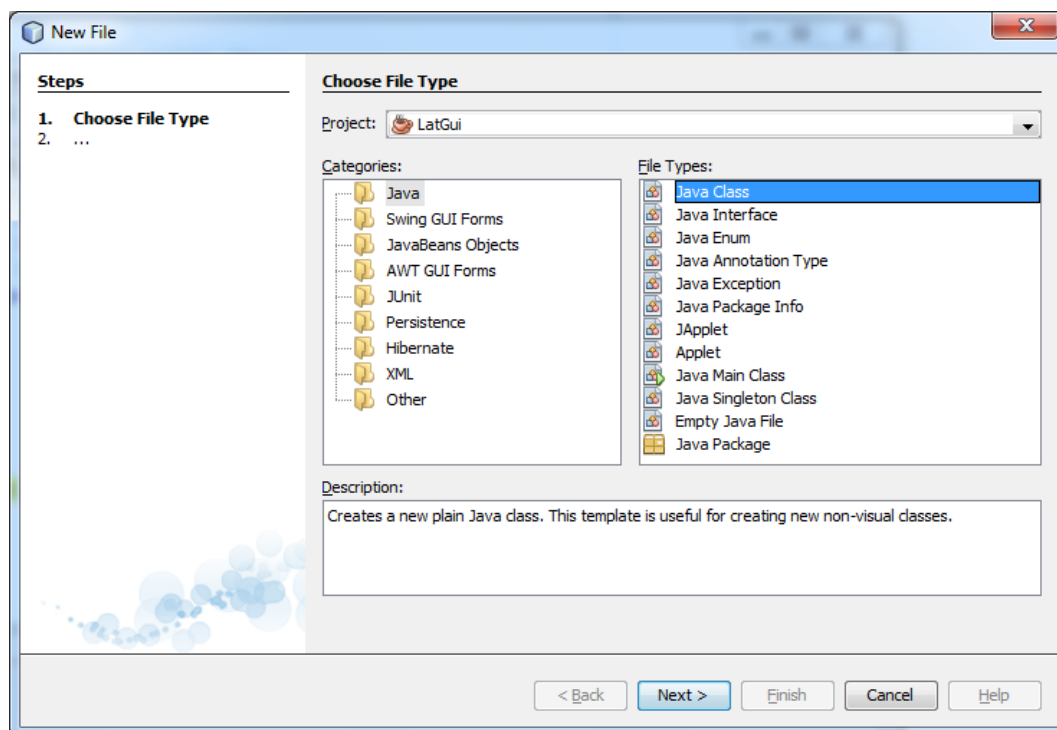 New File
Steps
1. Choose File Type
2. ...
Choose File Type
Project: LatGui
Categories:
Java
Swing GUI Forms
JavaBeans Objects
AWT GUI Forms
JUnit
Persistence
Hibernate
XML
Other
File Types:
Java Class
Java Interface
Java Enum
Java Annotation Type
Java Exception
Java Package Info
JApplet
Applet
Java Main Class
Java Singleton Class
Empty Java File
Java Package
Description:
Creates a new plain Java class. This template is useful for creating new non-visual classes.
< Back Next > Finish Cancel Help